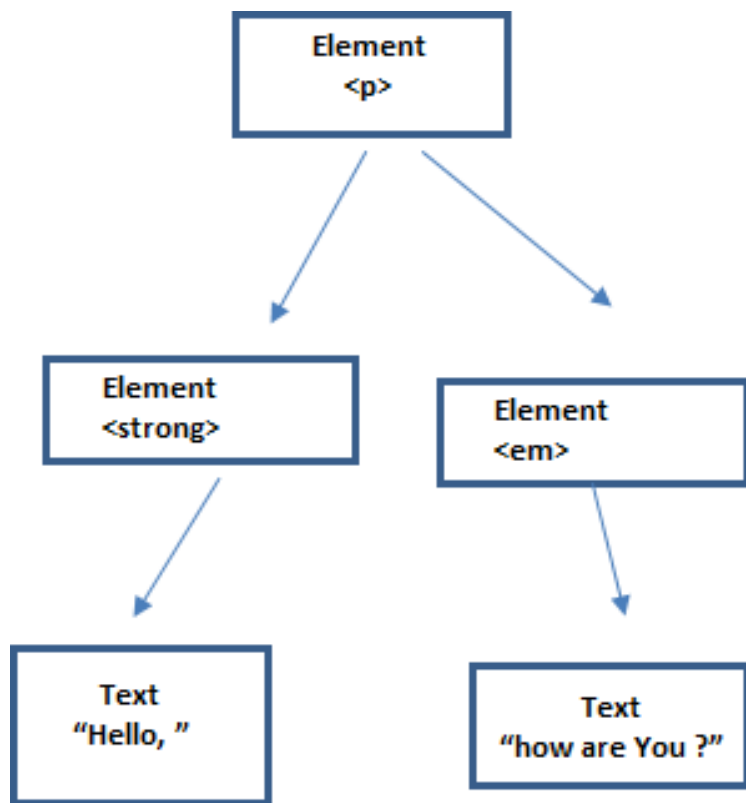 Element
<p>
Element
<strong>
Element
<em>
Text
“Hello, ”
Text
“how are You ?”